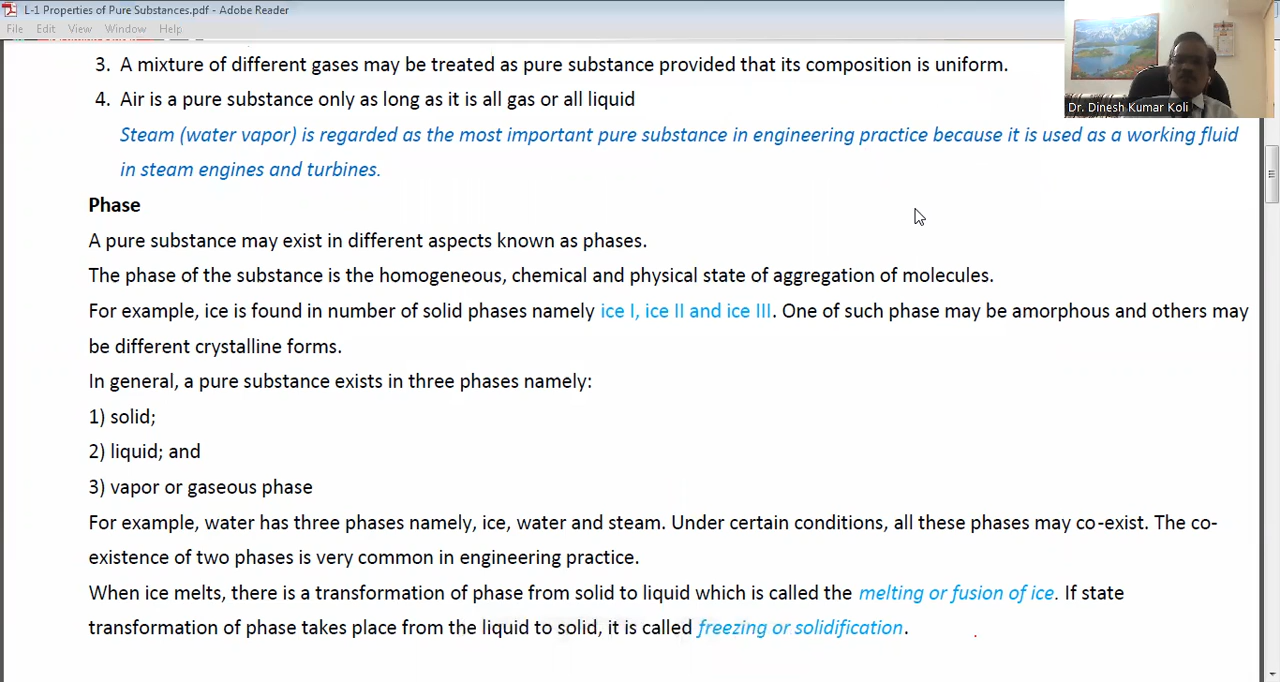 L-1 Properties of Pure Substances.pdf - Adobe Reader
File Edit View Window Help
3. A mixture of different gases may be treated as pure substance provided that its composition is uniform.
4. Air is a pure substance only as long as it is all gas or all liquid
Dr. Dinesh Kumar Koli
Steam (water vapor) is regarded as the most important pure substance in engineering practice because it is used as a working fluid
in steam engines and turbines.
Phase
A pure substance may exist in different aspects known as phases.
The phase of the substance is the homogeneous, chemical and physical state of aggregation of molecules.
For example, ice is found in number of solid phases namely ice I, ice II and ice III. One of such phase may be amorphous and others may
be different crystalline forms.
In general, a pure substance exists in three phases namely:
1) solid;
2) liquid; and
3) vapor or gaseous phase
For example, water has three phases namely, ice, water and steam. Under certain conditions, all these phases may co-exist. The co-
existence of two phases is very common in engineering practice.
When ice melts, there is a transformation of phase from solid to liquid which is called the melting or fusion of ice. If state
transformation of phase takes place from the liquid to solid, it is called freezing or solidification.